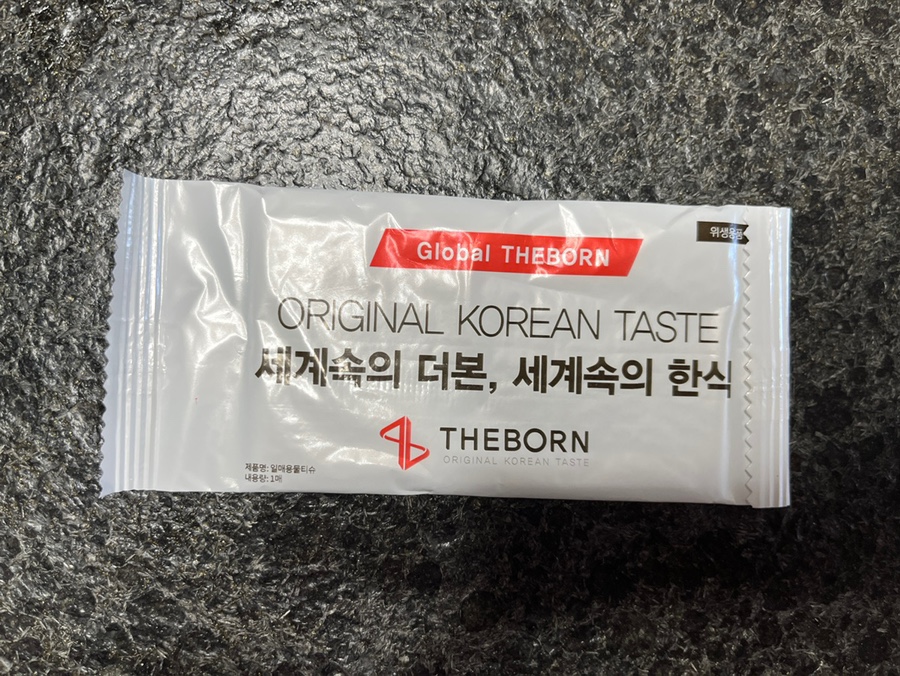 Global THEBORN
위생용품
ORIGINAL KOREAN TASTE
세계속의 더본, 세계속의 한식
THEBORN
ORIGINAL KOREAN TASTE
제품명: 일매용물티슈
내용량: 1매